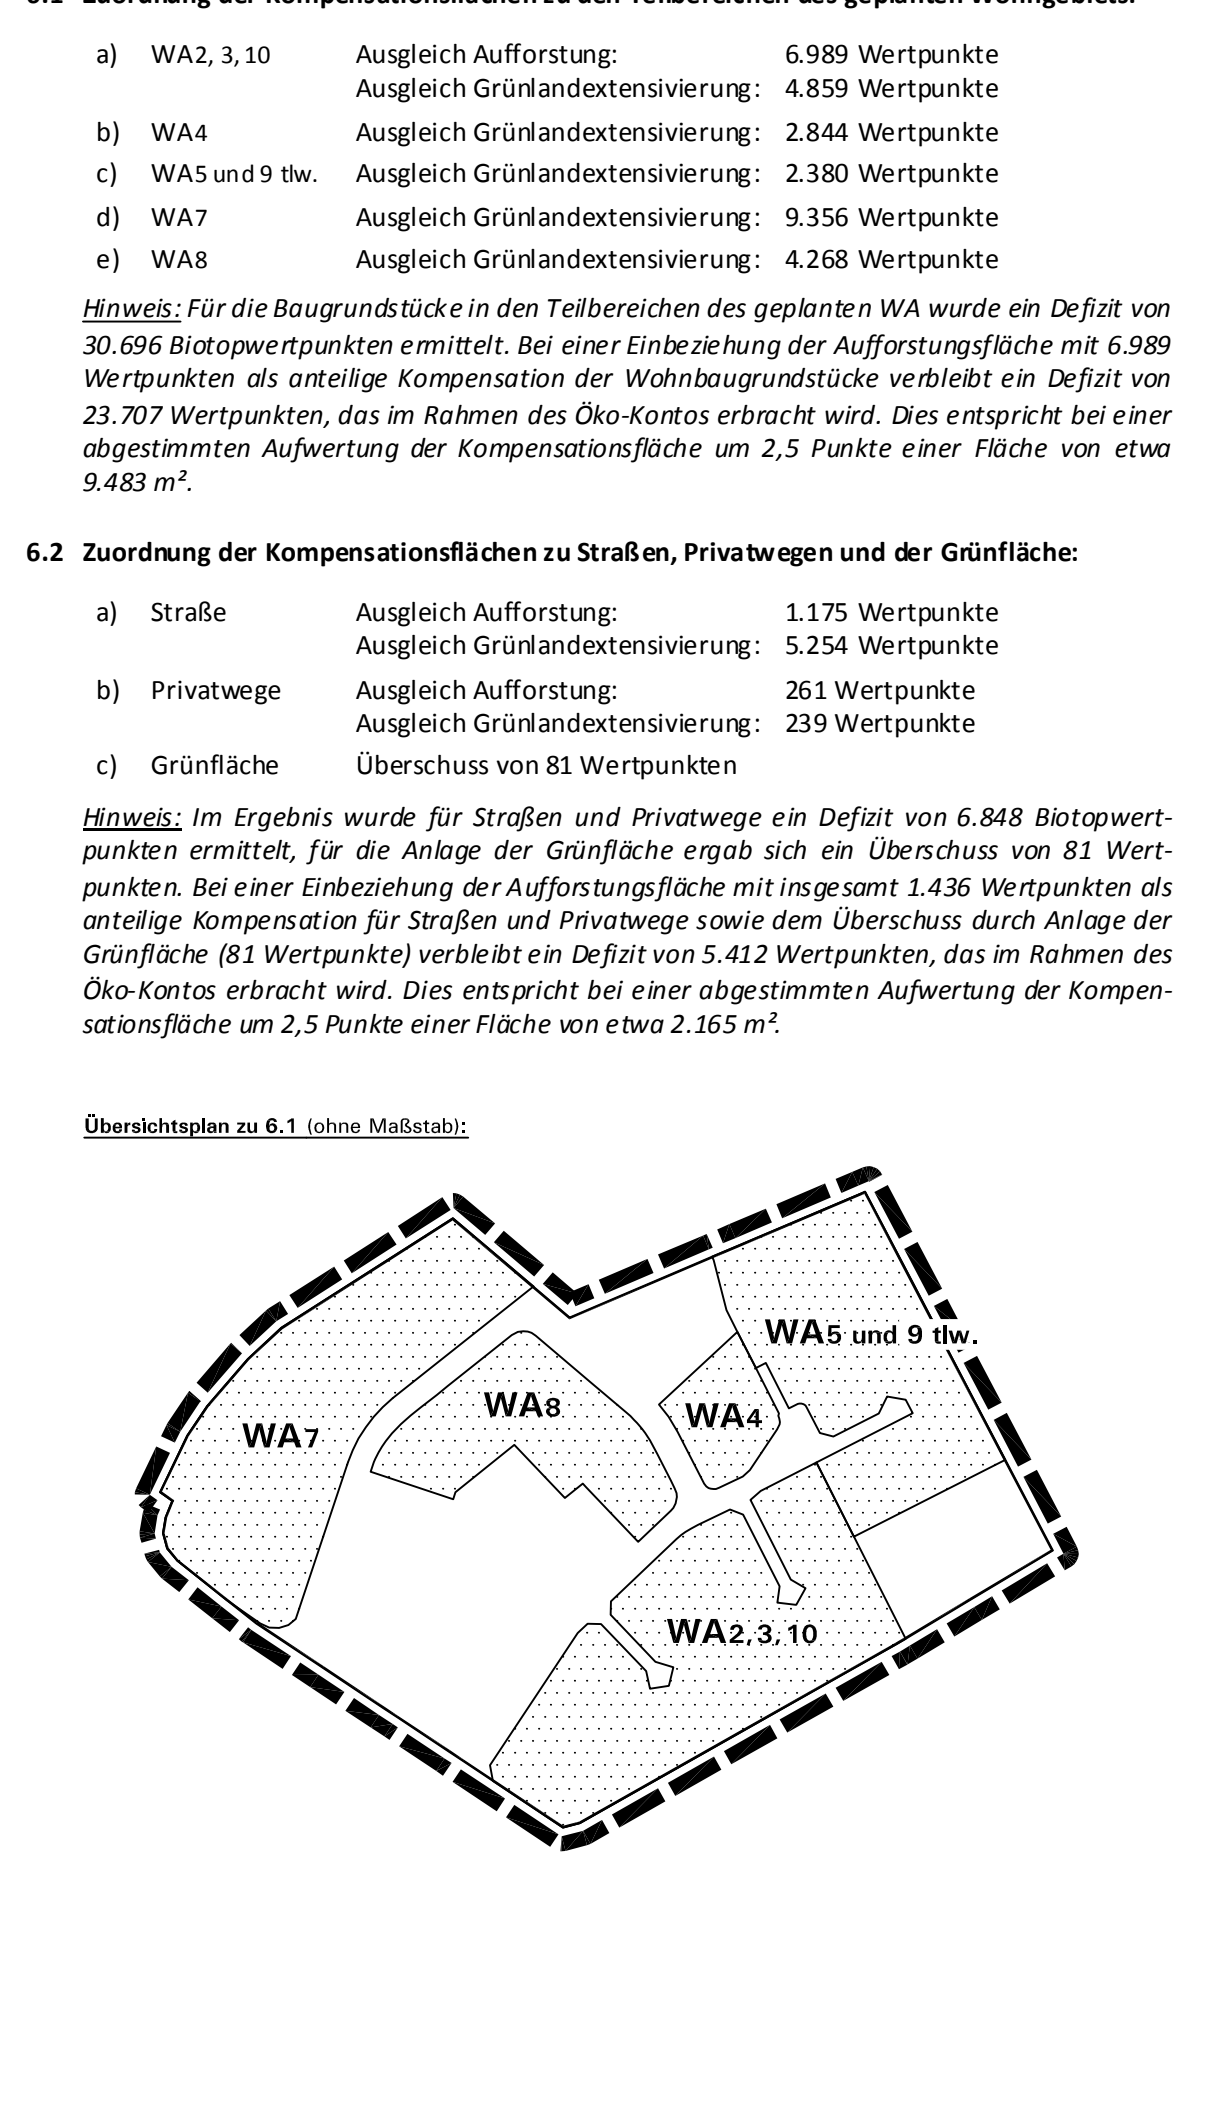 6.1 Zuordnung der Kompensationsflächen zu den Teilbereichen des geplanten Wohngebiets:
a) WA2, 3, 10 Ausgleich Aufforstung: 6.989 Wertpunkte
Ausgleich Grünlandextensivierung: 4.859 Wertpunkte
b) WA4 Ausgleich Grünlandextensivierung: 2.844 Wertpunkte
c) WA5 und 9 tlw. Ausgleich Grünlandextensivierung: 2.380 Wertpunkte
d) WA7 Ausgleich Grünlandextensivierung: 9.356 Wertpunkte
e) WA8 Ausgleich Grünlandextensivierung: 4.268 Wertpunkte
Hinweis: Für die Baugrundstücke in den Teilbereichen des geplanten WA wurde ein Defizit von
30.696 Biotopwertpunkten ermittelt. Bei einer Einbeziehung der Aufforstungsfläche mit 6.989
Wertpunkten als anteilige Kompensation der Wohnbaugrundstücke verbleibt ein Defizit von
23.707 Wertpunkten, das im Rahmen des Öko-Kontos erbracht wird. Dies entspricht bei einer
abgestimmten Aufwertung der Kompensationsfläche um 2,5 Punkte einer Fläche von etwa
9.483 m².
6.2 Zuordnung der Kompensationsflächen zu Straßen, Privatwegen und der Grünfläche:
a) Straße Ausgleich Aufforstung: 1.175 Wertpunkte
Ausgleich Grünlandextensivierung: 5.254 Wertpunkte
b) Privatwege Ausgleich Aufforstung: 261 Wertpunkte
Ausgleich Grünlandextensivierung: 239 Wertpunkte
c) Grünfläche Überschuss von 81 Wertpunkten
Hinweis: Im Ergebnis wurde für Straßen und Privatwege ein Defizit von 6.848 Biotopwert-
punkten ermittelt, für die Anlage der Grünfläche ergab sich ein Überschuss von 81 Wert-
punkten. Bei einer Einbeziehung der Aufforstungsfläche mit insgesamt 1.436 Wertpunkten als
anteilige Kompensation für Straßen und Privatwege sowie dem Überschuss durch Anlage der
Grünfläche (81 Wertpunkte) verbleibt ein Defizit von 5.412 Wertpunkten, das im Rahmen des
Öko-Kontos erbracht wird. Dies entspricht bei einer abgestimmten Aufwertung der Kompen-
sationsfläche um 2,5 Punkte einer Fläche von etwa 2.165 m².
Übersichtsplan zu 6.1 (ohne Maßstab):
WA5 und 9 tlw.
WA8
WA4
WA7
WA2, 3, 10